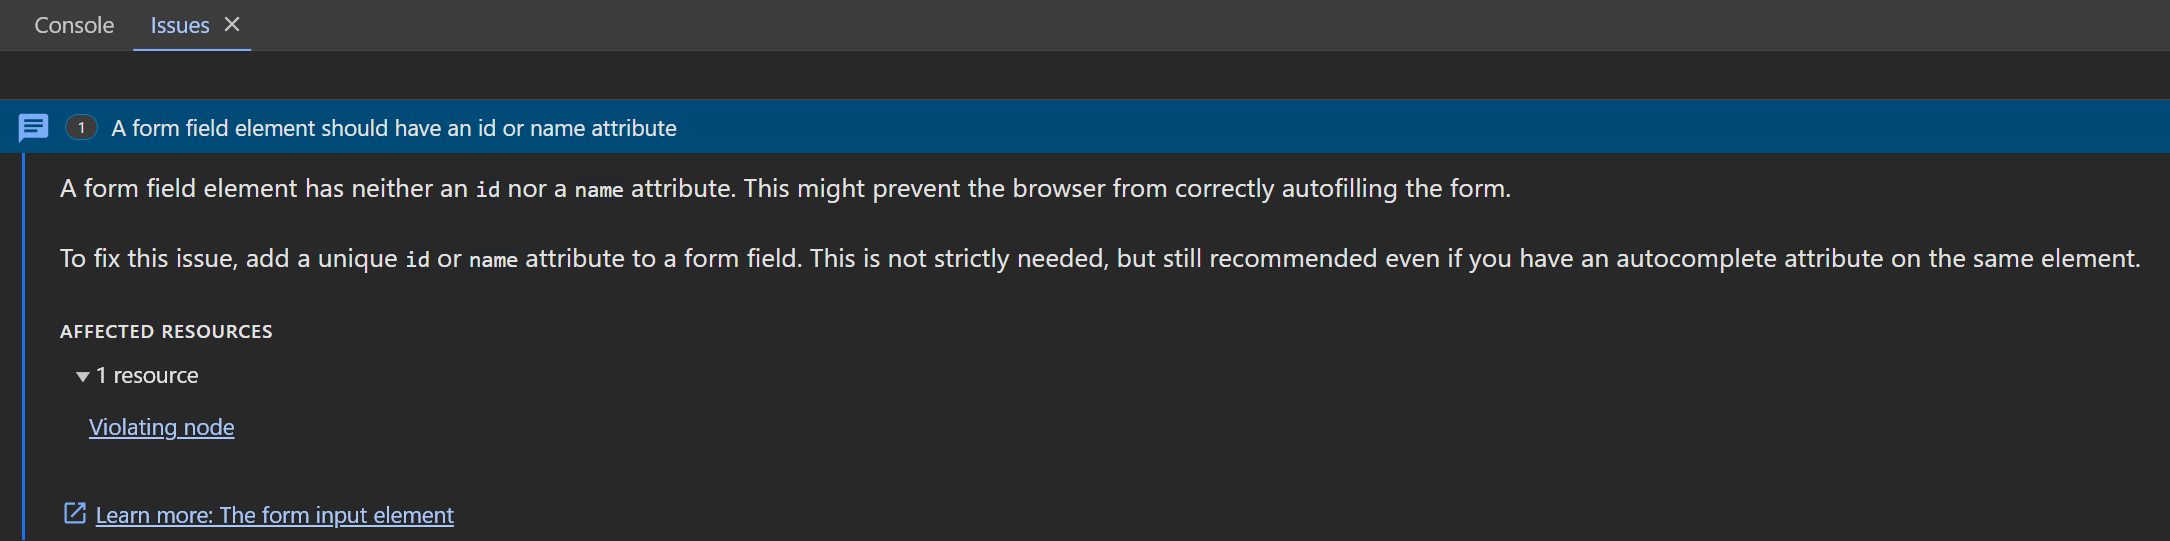 Console
Issues
1 A form field element should have an id or name attribute
A form field element has neither an id nor a name attribute. This might prevent the browser from correctly autofilling the form.
To fix this issue, add a unique id or name attribute to a form field. This is not strictly needed, but still recommended even if you have an autocomplete attribute on the same element.
AFFECTED RESOURCES
1 resource
Violating node
Learn more: The form input element